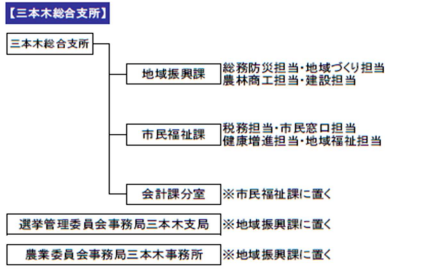 【三本木総合支所】
三本木総合支所
地域振興課
総務防災担当・地域づくり担当
農林商工担当・建設担当
市民福祉課
税務担当・市民窓口担当
健康増進担当・地域福祉担当
会計課分室
※市民福祉課に置く
選挙管理委員会事務局三本木支局
※地域振興課に置く
農業委員会事務局三本木事務所
※地域振興課に置く